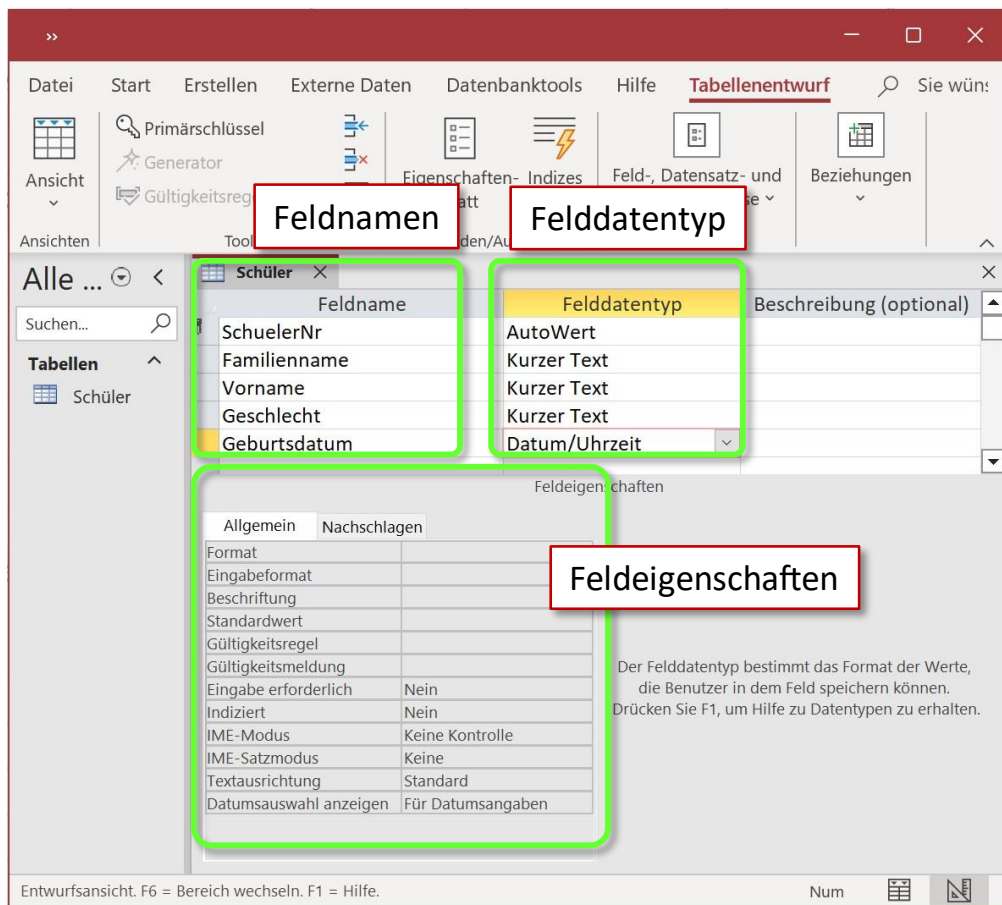 ››
Datei Start Erstellen Externe Daten Datenbanktools Hilfe Tabellenentwurf Sie wüns
Ansicht
Primärschlüssel
Generator
Gültigkeitsreg
Eigenschaften-
att
Indizes
Feld-, Datensatz- und
se
Beziehungen
Feldnamen
Felddatentyp
Ansichten
Tool
den/Au
Alle ...
Schüler
Suchen...
Tabellen
Schüler
Feldname Felddatentyp Beschreibung (optional)
SchuelerNr AutoWert
Familienname Kurzer Text
Vorname Kurzer Text
Geschlecht Kurzer Text
Geburtsdatum Datum/Uhrzeit
Feldeigenschaften
Allgemein Nachschlagen
Format
Eingabeformat
Beschriftung
Standardwert
Gültigkeitsregel
Gültigkeitsmeldung
Eingabe erforderlich Nein
Indiziert Nein
IME-Modus Keine Kontrolle
IME-Satzmodus Keine
Textausrichtung Standard
Datumsauswahl anzeigen Für Datumsangaben
Feldeigenschaften
Der Felddatentyp bestimmt das Format der Werte,
die Benutzer in dem Feld speichern können.
Drücken Sie F1, um Hilfe zu Datentypen zu erhalten.
Entwurfsansicht. F6 = Bereich wechseln. F1 = Hilfe. Num